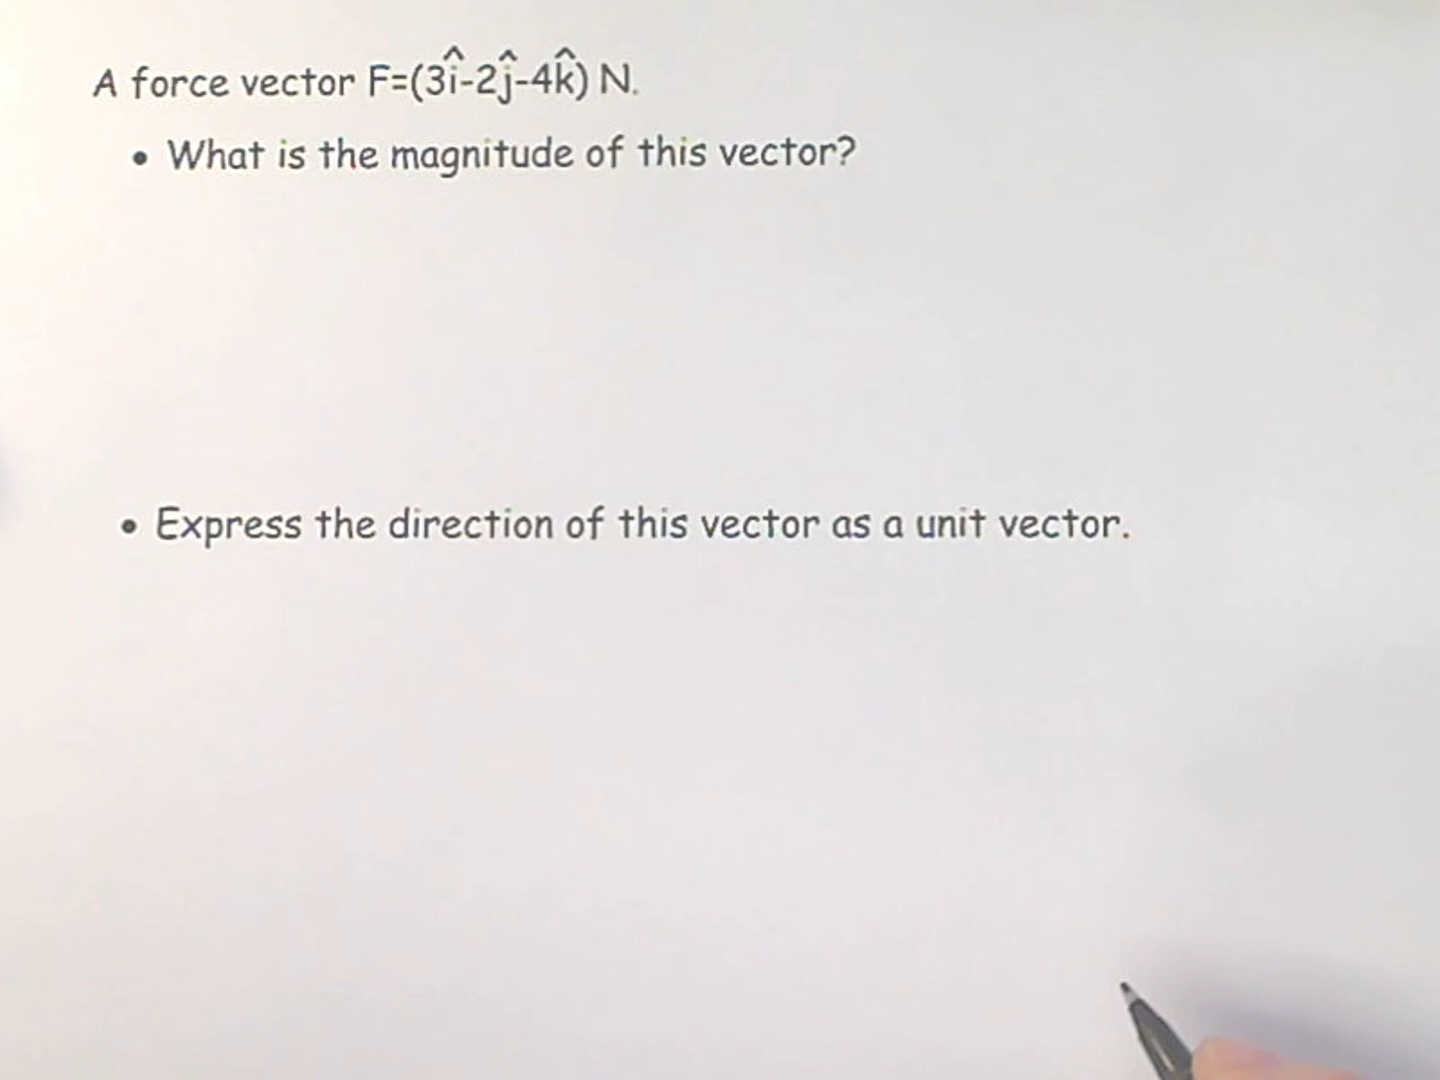 A force vector F=(3î-2ĵ-4k̂) N.
• What is the magnitude of this vector?
• Express the direction of this vector as a unit vector.